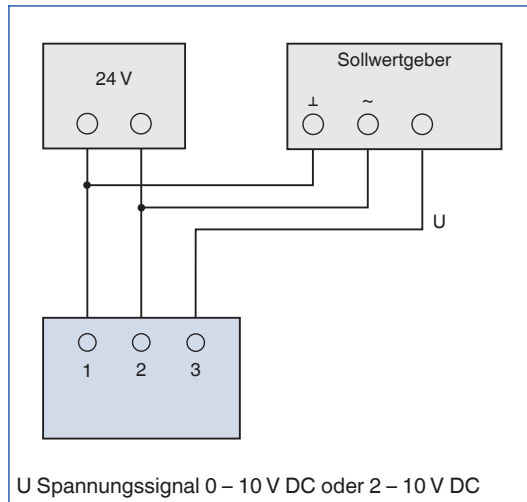 24 V
Sollwertgeber
⊥ ~
U
1 2 3
U Spannungssignal 0 – 10 V DC oder 2 – 10 V DC